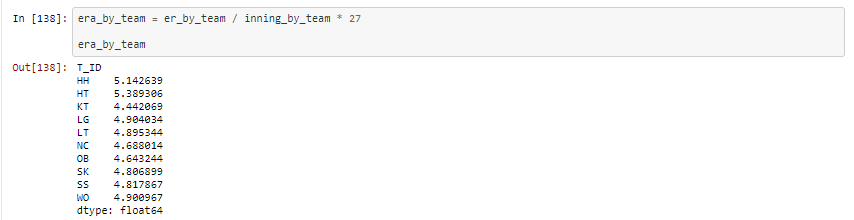 In [138]: era_by_team = er_by_team / inning_by_team * 27
era_by_team
Out[138]: T_ID
HH 5.142639
HT 5.389306
KT 4.442069
LG 4.904034
LT 4.895344
NC 4.688014
OB 4.643244
SK 4.806899
SS 4.817867
WO 4.900967
dtype: float64